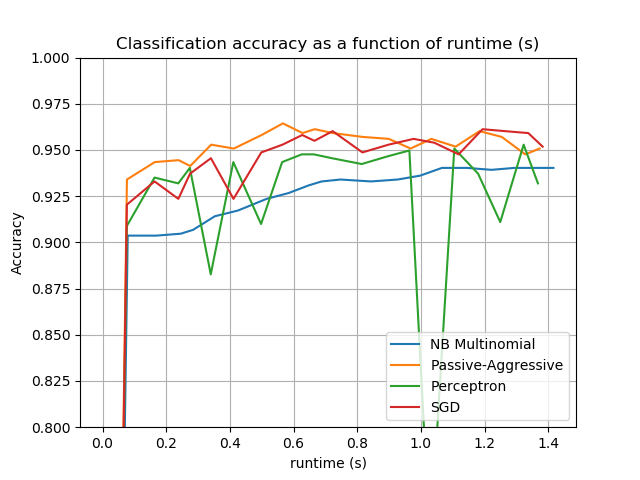 Classification accuracy as a function of runtime (s)
1.000
0.975
0.950
0.925
0.900
0.875
0.850
0.825
0.800
Accuracy
NB Multinomial
Passive-Aggressive
Perceptron
SGD
0.0 0.2 0.4 0.6 0.8 1.0 1.2 1.4
runtime (s)